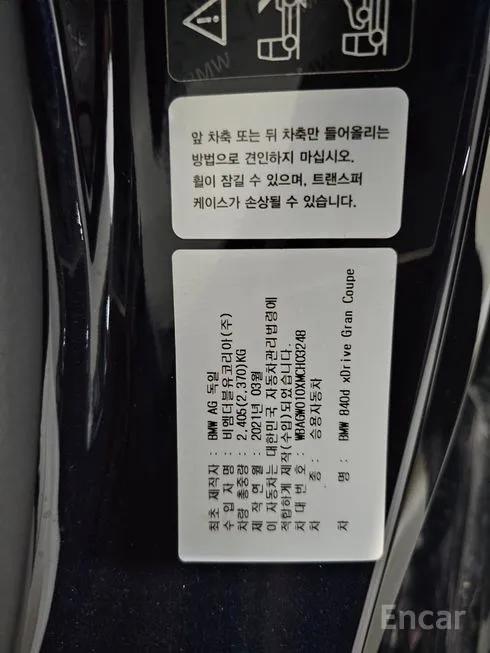 앞 차축 또는 뒤 차축만 들어올리는
방법으로 견인하지 마십시오.
휠이 잠길 수 있으며, 트랜스퍼
케이스가 손상될 수 있습니다.
최초 제작자 : BMW AG 독일
수 입 자 명 : 비엠더블유코리아(주)
차량 총중량 : 2,405(2,370)KG
제 작 연 월 : 2021년 03월
이 자동차는 대한민국 자동차관리법령에
적합하게 제작(수입)되었습니다.
차 대 번 호 : WBAGW010XMCH03248
차 종 : 승용자동차
차 명 : BMW 840d xDrive Gran Coupe
Encar